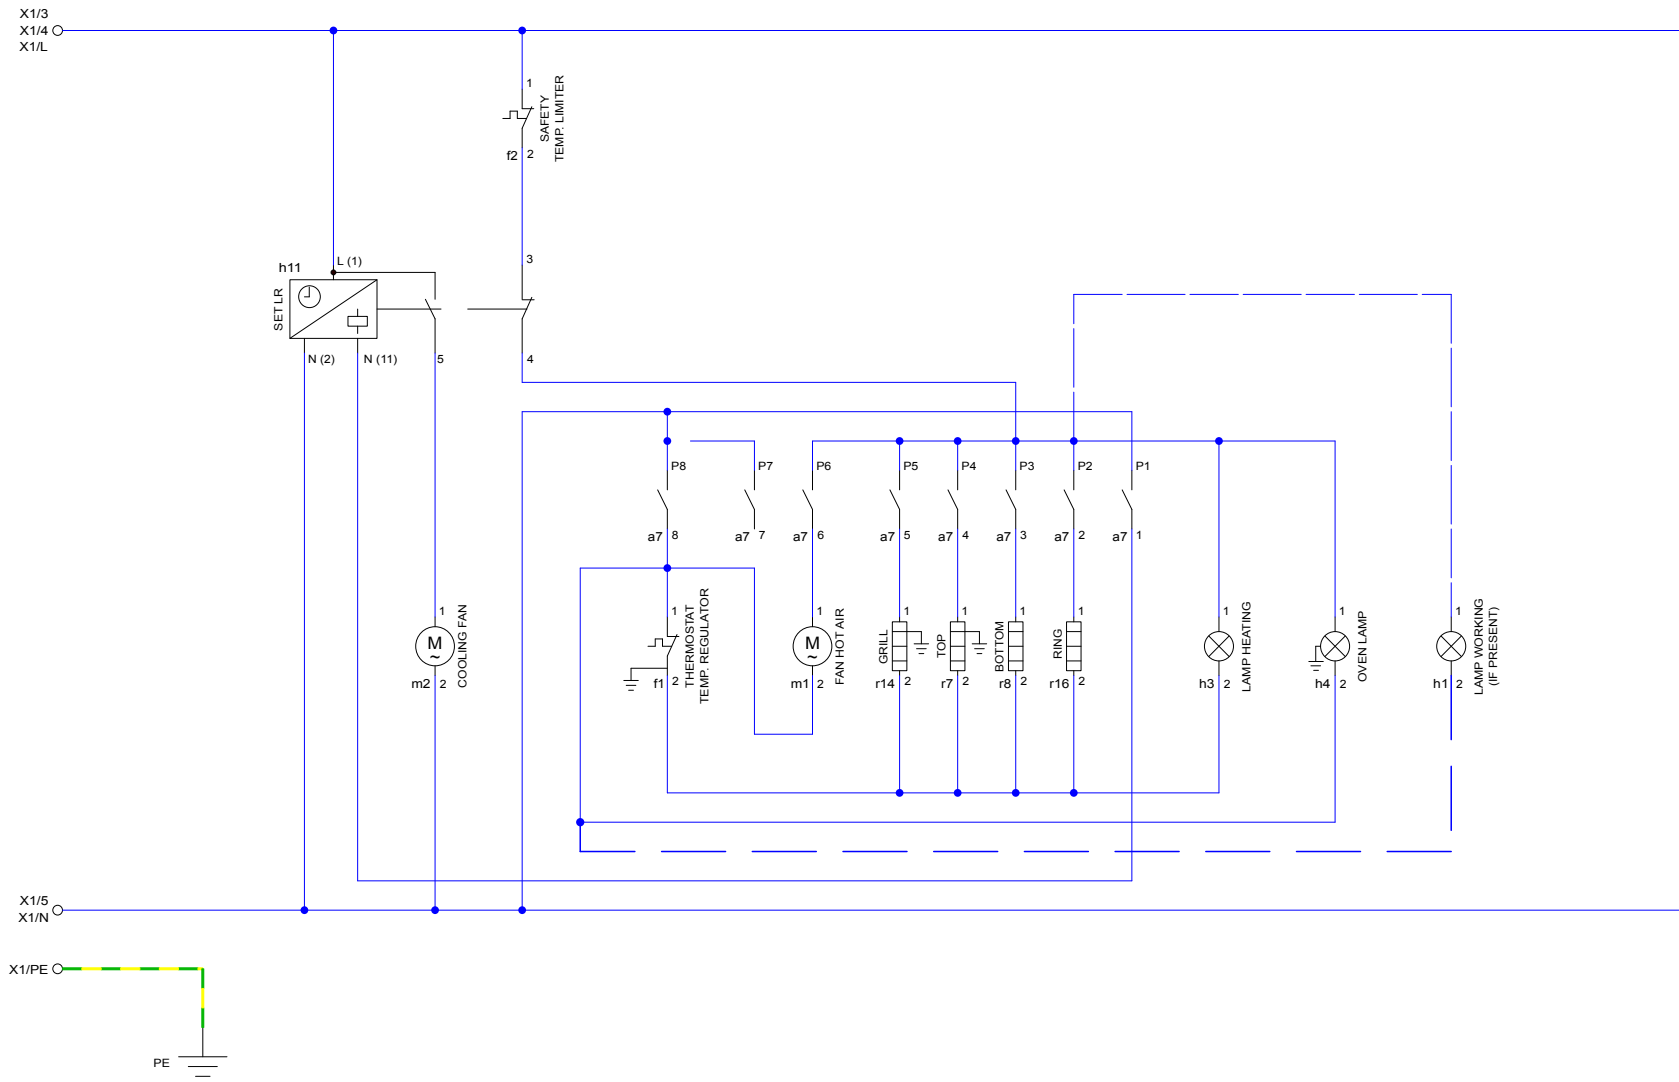 X1/3
X1/4
X1/L
1
SAFETY
TEMP. LIMITER
f2 2
3
h11
L (1)
SET LR
N (2)
N (11)
5
4
P8
P7
P6
P5
P4
P3
P2
P1
a7 8
a7 7
a7 6
a7 5
a7 4
a7 3
a7 2
a7 1
1
M
~
m2 2
COOLING FAN
1
f1 2
THERMOSTAT
TEMP. REGULATOR
1
M
~
m1 2
FAN HOT AIR
1
GRILL
r14 2
1
TOP
r7 2
1
BOTTOM
r8 2
1
RING
r16 2
1
h3 2
LAMP HEATING
1
h4 2
OVEN LAMP
1
h1 2
LAMP WORKING
(IF PRESENT)
X1/5
X1/N
X1/PE
PE